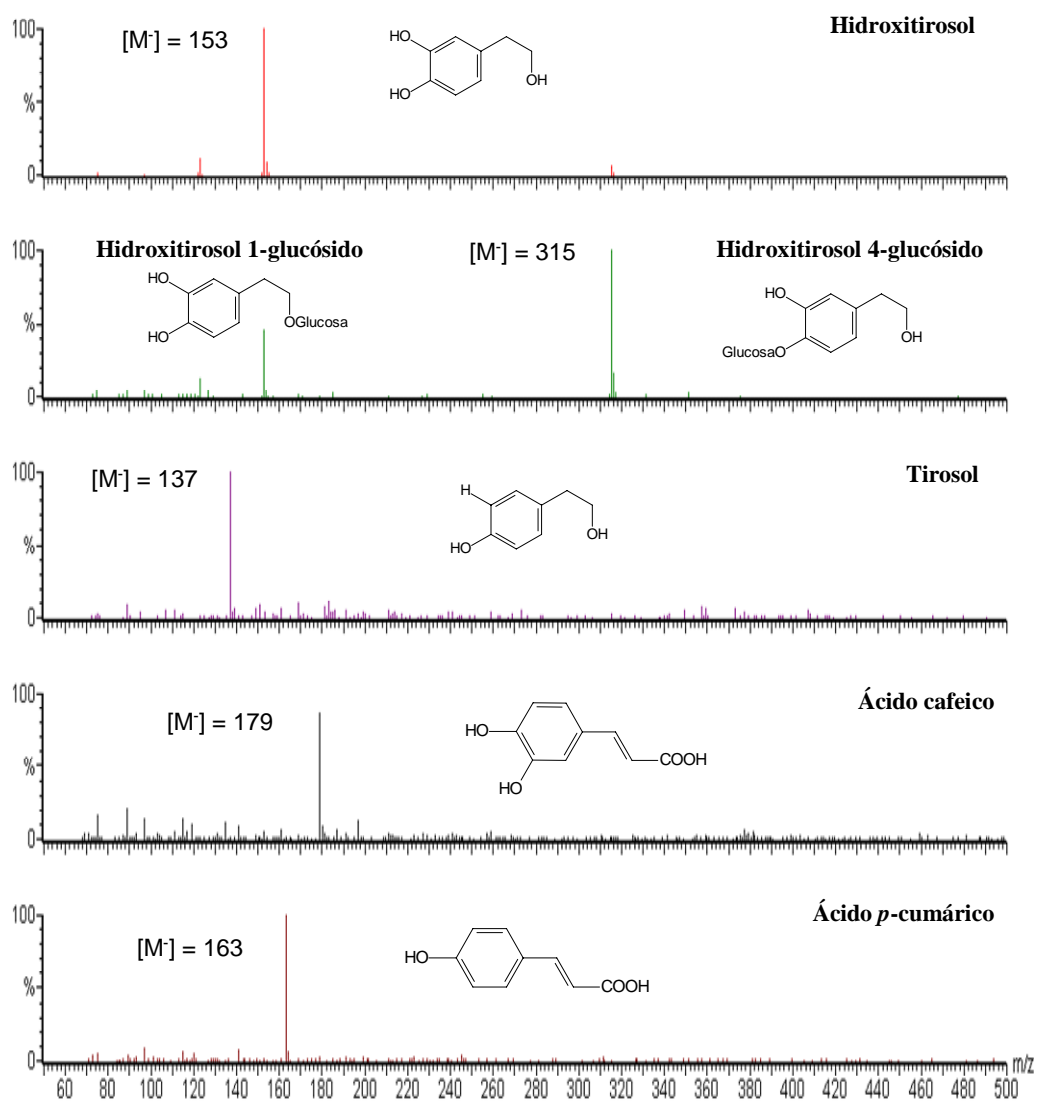 Hidroxitirosol
[M⁻] = 153
100
%
0
HO
HO
OH
Hidroxitirosol 1-glucósido
[M⁻] = 315
Hidroxitirosol 4-glucósido
100
%
0
HO
HO
OGlucosa
HO
GlucosaO
OH
Tirosol
[M⁻] = 137
100
%
0
H
HO
OH
Ácido cafeico
[M⁻] = 179
100
%
0
HO
HO
COOH
Ácido p-cumárico
[M⁻] = 163
100
%
0
HO
COOH
m/z
60 80 100 120 140 160 180 200 220 240 260 280 300 320 340 360 380 400 420 440 460 480 500